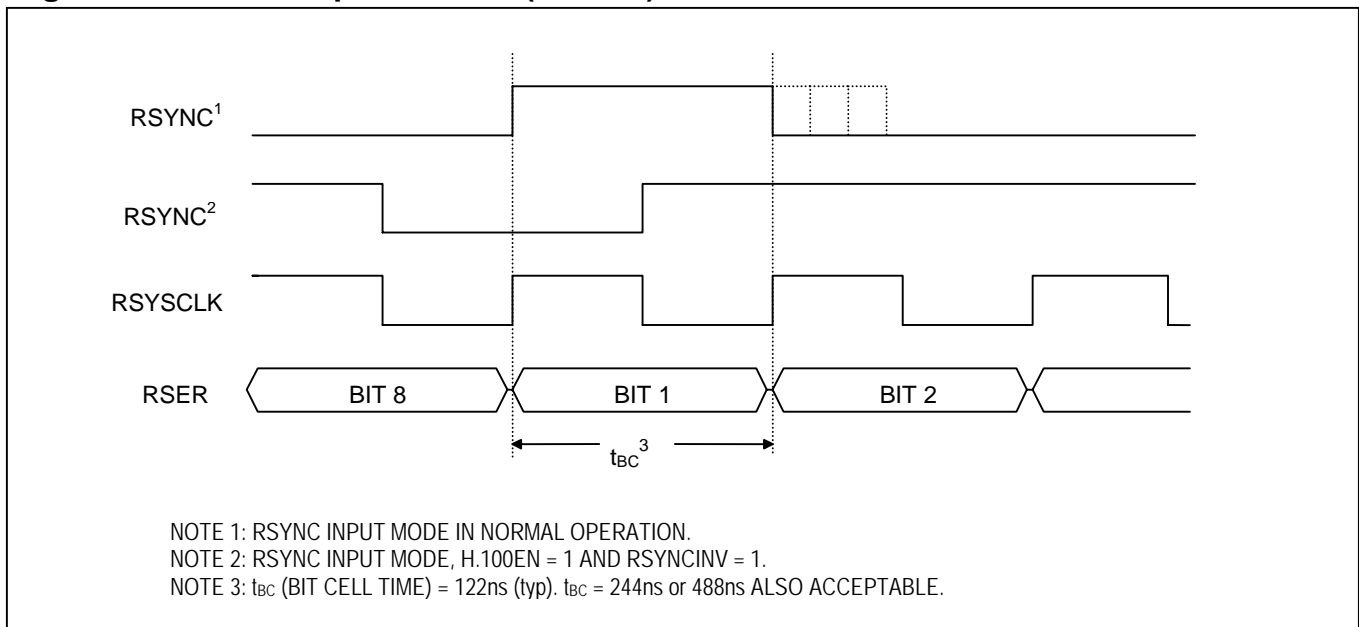 RSYNC1
RSYNC2
RSYSCLK
RSER BIT 8 BIT 1 BIT 2
tBC3
NOTE 1: RSYNC INPUT MODE IN NORMAL OPERATION.
NOTE 2: RSYNC INPUT MODE, H.100EN = 1 AND RSYNCINV = 1.
NOTE 3: tBC (BIT CELL TIME) = 122ns (typ). tBC = 244ns or 488ns ALSO ACCEPTABLE.